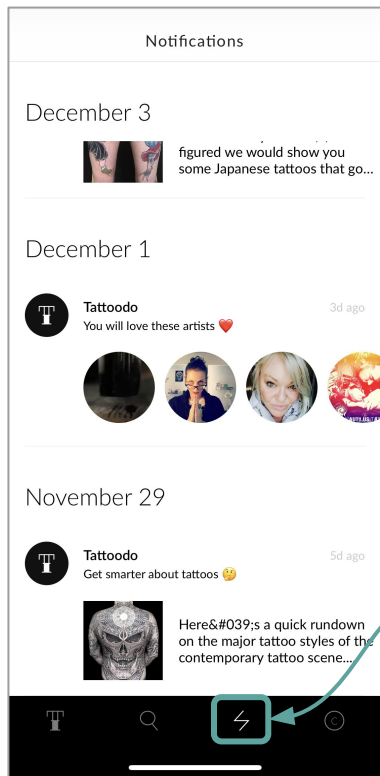 Notifications
December 3
figured we would show you
some Japanese tattoos that go...
December 1
Tattoodo
3d ago
You will love these artists ❤️
November 29
Tattoodo
5d ago
Get smarter about tattoos 🤔
Here&#039;s a quick rundown
on the major tattoo styles of the
contemporary tattoo scene...
C